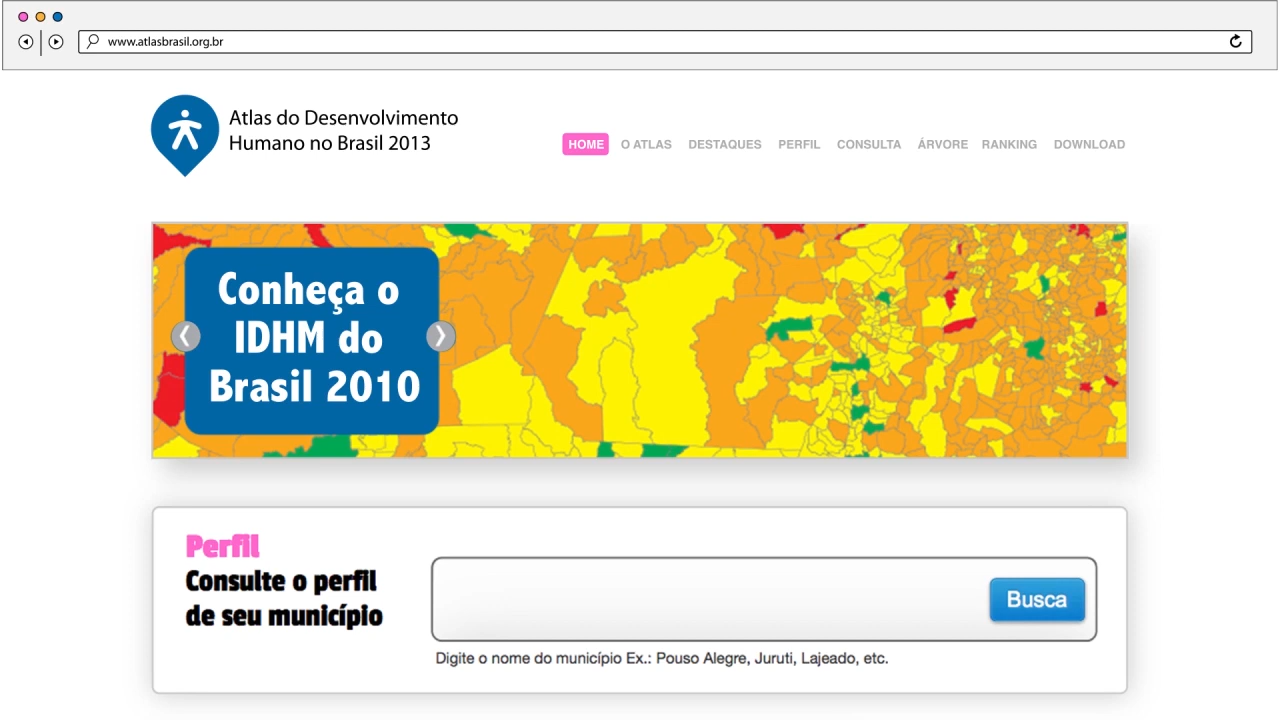 www.atlasbrasil.org.br
Atlas do Desenvolvimento
Humano no Brasil 2013
HOME O ATLAS DESTAQUES PERFIL CONSULTA ÁRVORE RANKING DOWNLOAD
Conheça o
IDHM do
Brasil 2010
Perfil
Consulte o perfil
de seu município
Busca
Digite o nome do município Ex.: Pouso Alegre, Juruti, Lajeado, etc.